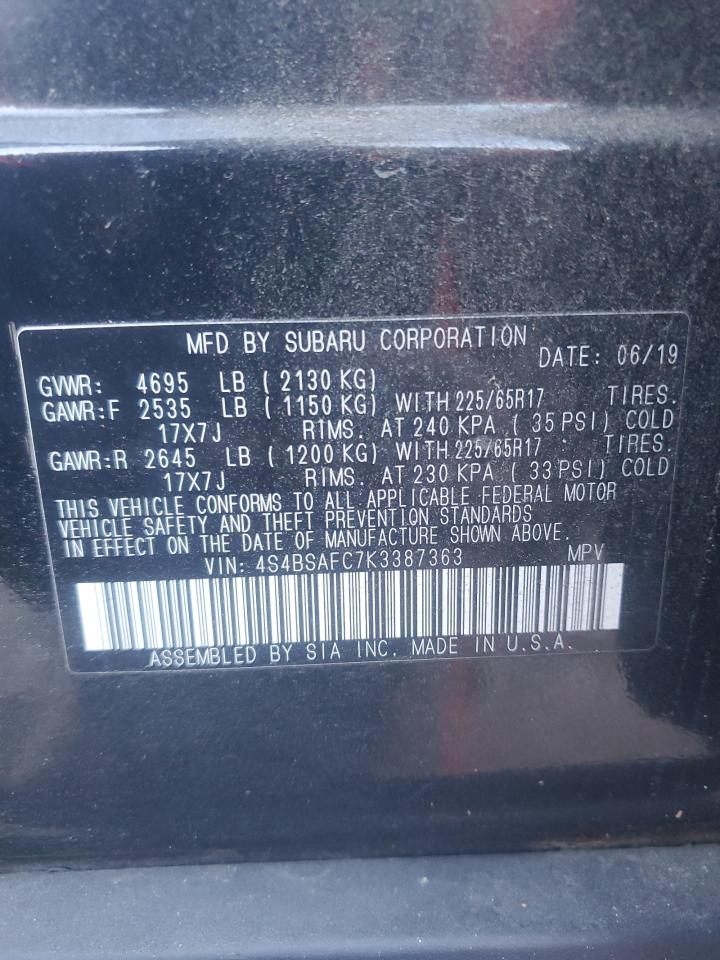 MFD BY SUBARU CORPORATION DATE: 06/19
GVWR: 4695 LB ( 2130 KG)
GAWR:F 2535 LB ( 1150 KG) WITH 225/65R17 TIRES.
17X7J RIMS. AT 240 KPA ( 35 PSI) COLD
GAWR:R 2645 LB ( 1200 KG) WITH 225/65R17 TIRES.
17X7J RIMS. AT 230 KPA ( 33 PSI) COLD
THIS VEHICLE CONFORMS TO ALL APPLICABLE FEDERAL MOTOR
VEHICLE SAFETY AND THEFT PREVENTION STANDARDS
IN EFFECT ON THE DATE OF MANUFACTURE SHOWN ABOVE.
VIN: 4S4BSAFC7K3387363 MPV
ASSEMBLED BY SIA INC. MADE IN U.S.A.